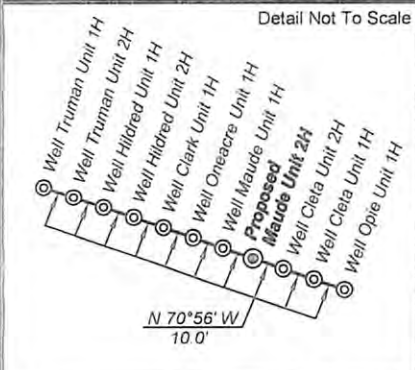 Detail Not To Scale
Well Truman Unit 1H
Well Truman Unit 2H
Well Hildred Unit 1H
Well Hildred Unit 2H
Well Clark Unit 1H
Well Oneacre Unit 1H
Well Maude Unit 1H
Proposed
Maude Unit 2H
Well Cleta Unit 2H
Well Cleta Unit 1H
Well Opie Unit 1H
N 70°56' W
10.0'